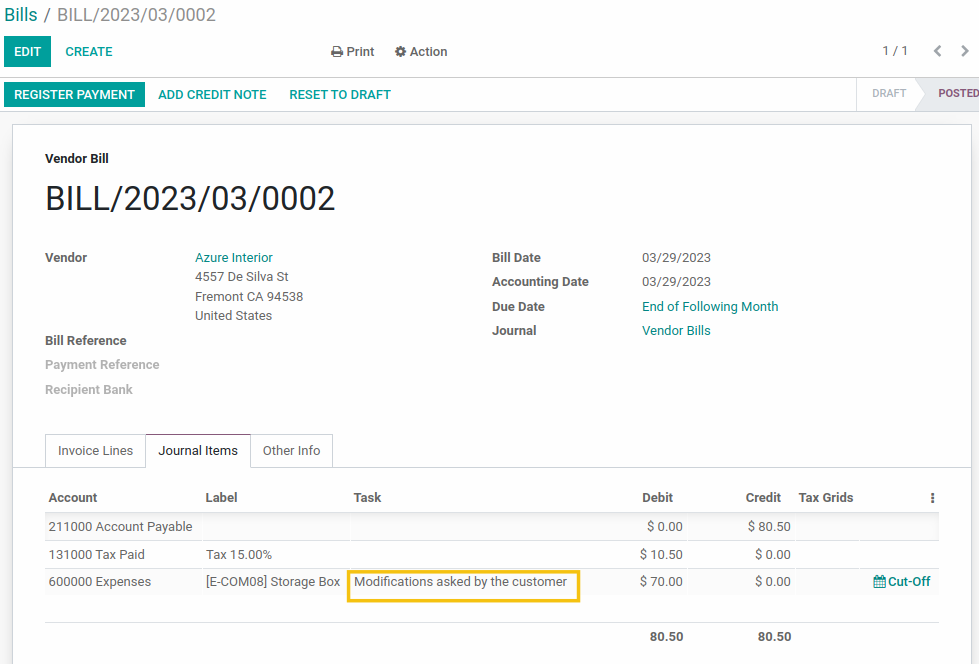 Bills / BILL/2023/03/0002
EDIT CREATE Print Action 1 / 1
REGISTER PAYMENT ADD CREDIT NOTE RESET TO DRAFT DRAFT POSTED
Vendor Bill
BILL/2023/03/0002
Vendor Azure Interior Bill Date 03/29/2023
4557 De Silva St
Fremont CA 94538
United States
Accounting Date 03/29/2023
Due Date End of Following Month
Journal Vendor Bills
Bill Reference
Payment Reference
Recipient Bank
Invoice Lines Journal Items Other Info
Account Label Task Debit Credit Tax Grids
211000 Account Payable $ 0.00 $ 80.50
131000 Tax Paid Tax 15.00% $ 10.50 $ 0.00
600000 Expenses [E-COM08] Storage Box Modifications asked by the customer $ 70.00 $ 0.00 Cut-Off
80.50 80.50